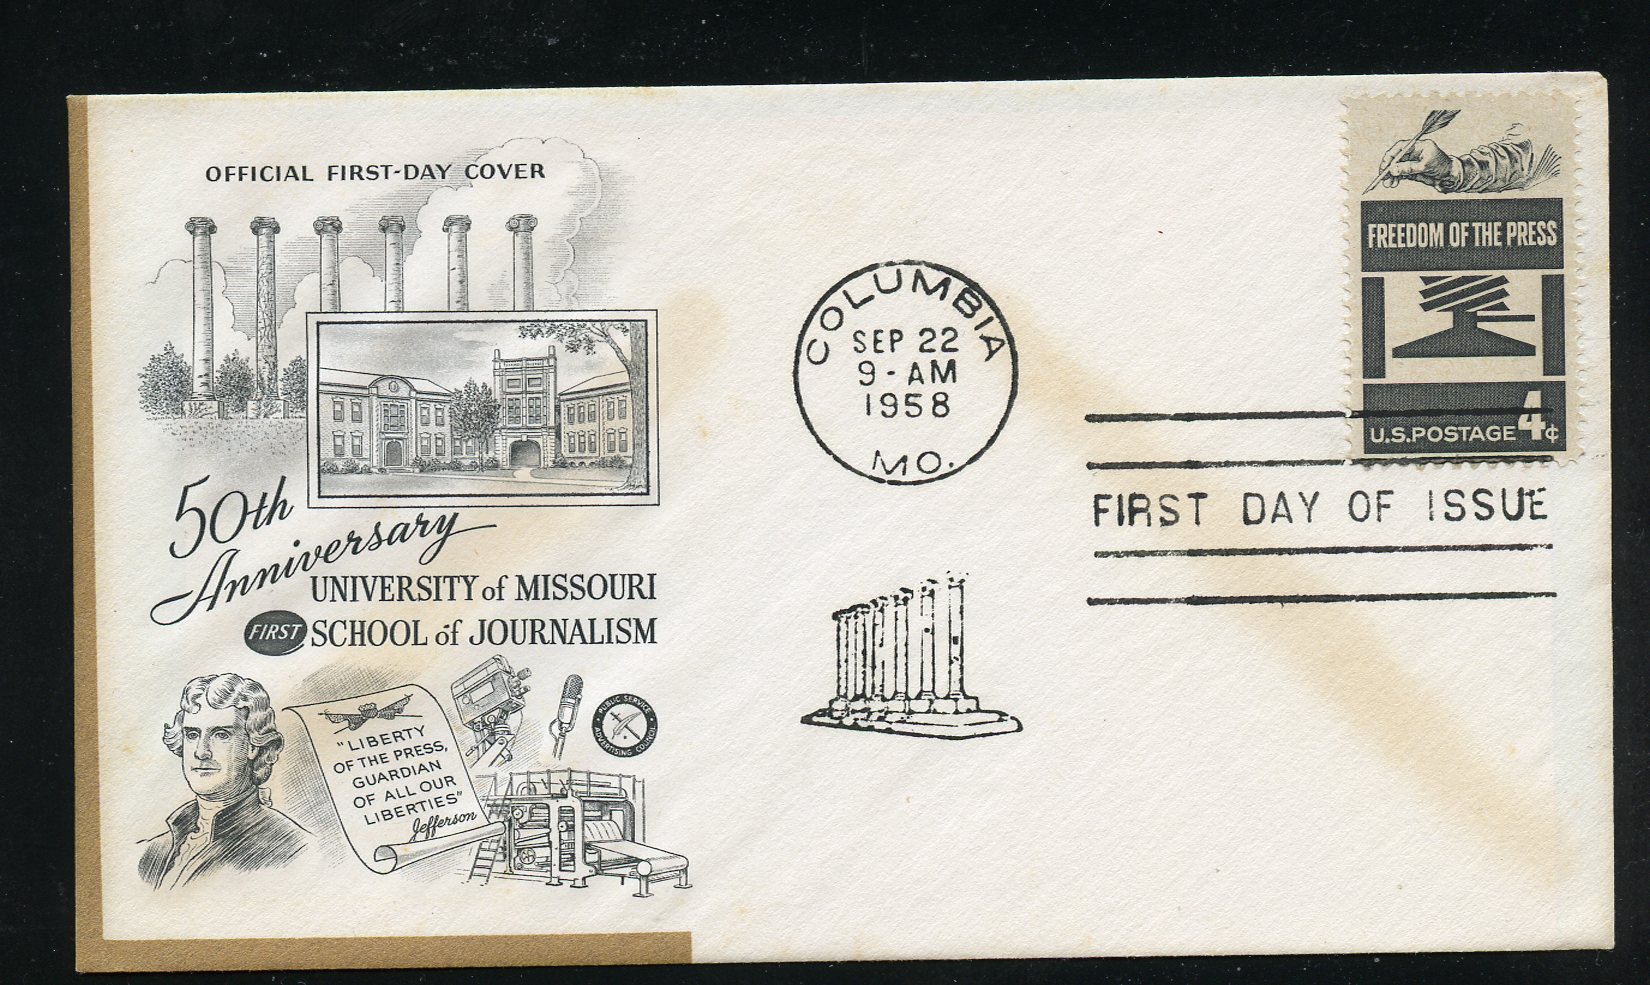 OFFICIAL FIRST-DAY COVER
50th
Anniversary
UNIVERSITY of MISSOURI
FIRST SCHOOL of JOURNALISM
"LIBERTY
OF THE PRESS,
GUARDIAN
OF ALL OUR
LIBERTIES"
Jefferson
PUBLIC SERVICE
ADVERTISING COUNCIL
COLUMBIA
SEP 22
9-AM
1958
MO.
FREEDOM OF THE PRESS
U.S.POSTAGE 4¢
FIRST DAY OF ISSUE